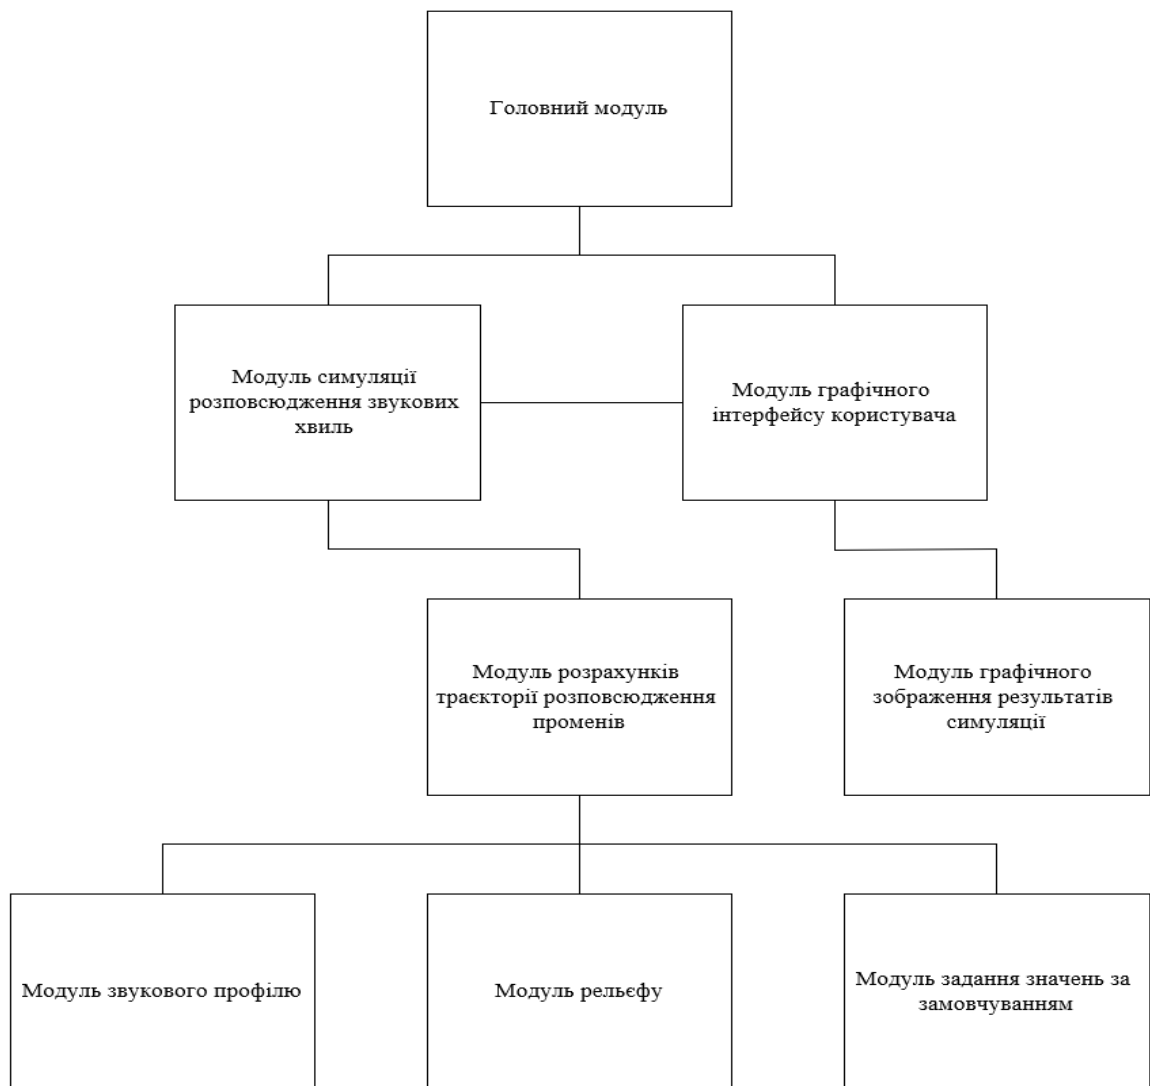 Головний модуль
Модуль симуляції
розповсюдження звукових
хвиль
Модуль графічного
інтерфейсу користувача
Модуль розрахунків
траєкторії розповсюдження
променів
Модуль графічного
зображення результатів
симуляції
Модуль звукового профілю
Модуль рельєфу
Модуль задання значень за
замовчуванням